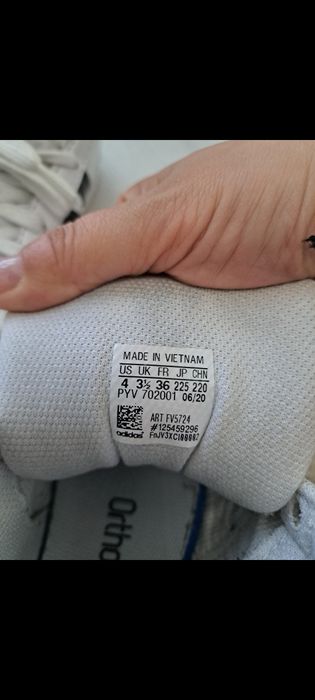 MADE IN VIETNAM
US UK FR JP CHN
4 3½ 36 225 220
PYV 702001 06/20
ART FV5724
#125459296
adidas
Ortho